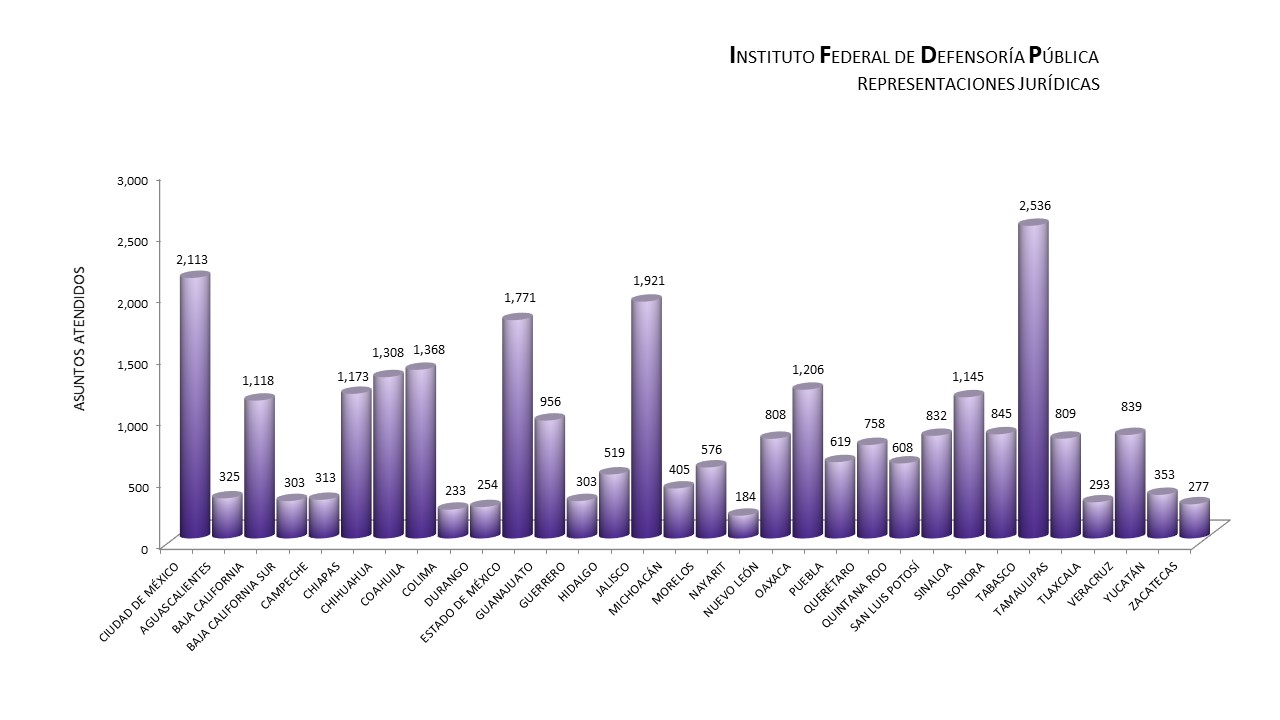 INSTITUTO FEDERAL DE DEFENSORÍA PÚBLICA
REPRESENTACIONES JURÍDICAS
ASUNTOS ATENDIDOS
3,000
2,500
2,000
1,500
1,000
500
0
2,113
325
1,118
303
313
1,173
1,308
1,368
233
254
1,771
956
303
519
1,921
405
576
184
808
1,206
619
758
608
832
1,145
845
2,536
809
293
839
353
277
CIUDAD DE MÉXICO
AGUASCALIENTES
BAJA CALIFORNIA
BAJA CALIFORNIA SUR
CAMPECHE
CHIAPAS
CHIHUAHUA
COAHUILA
COLIMA
DURANGO
ESTADO DE MÉXICO
GUANAJUATO
GUERRERO
HIDALGO
JALISCO
MICHOACÁN
MORELOS
NAYARIT
NUEVO LEÓN
OAXACA
PUEBLA
QUERÉTARO
QUINTANA ROO
SAN LUIS POTOSÍ
SINALOA
SONORA
TABASCO
TAMAULIPAS
TLAXCALA
VERACRUZ
YUCATÁN
ZACATECAS